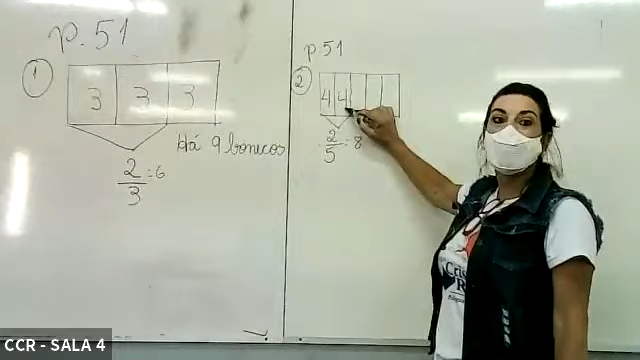 p. 51
1
3 3 3
Há 9 bonecos
2/3 = 6
p 51
2
4 4
2/5 = 8
Cris
CCR - SALA 4